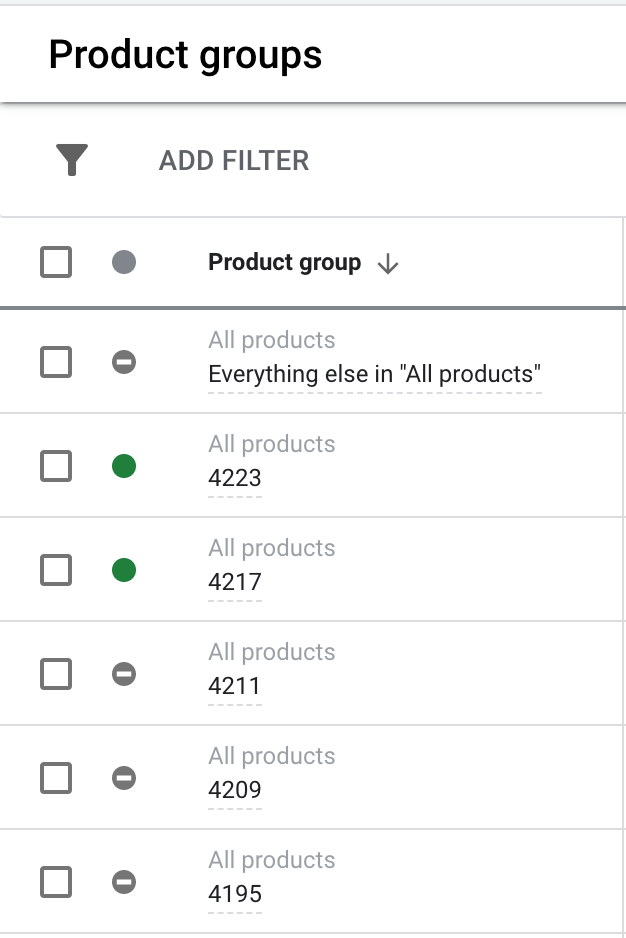 Product groups
ADD FILTER
Product group
All products
Everything else in "All products"
All products
4223
All products
4217
All products
4211
All products
4209
All products
4195